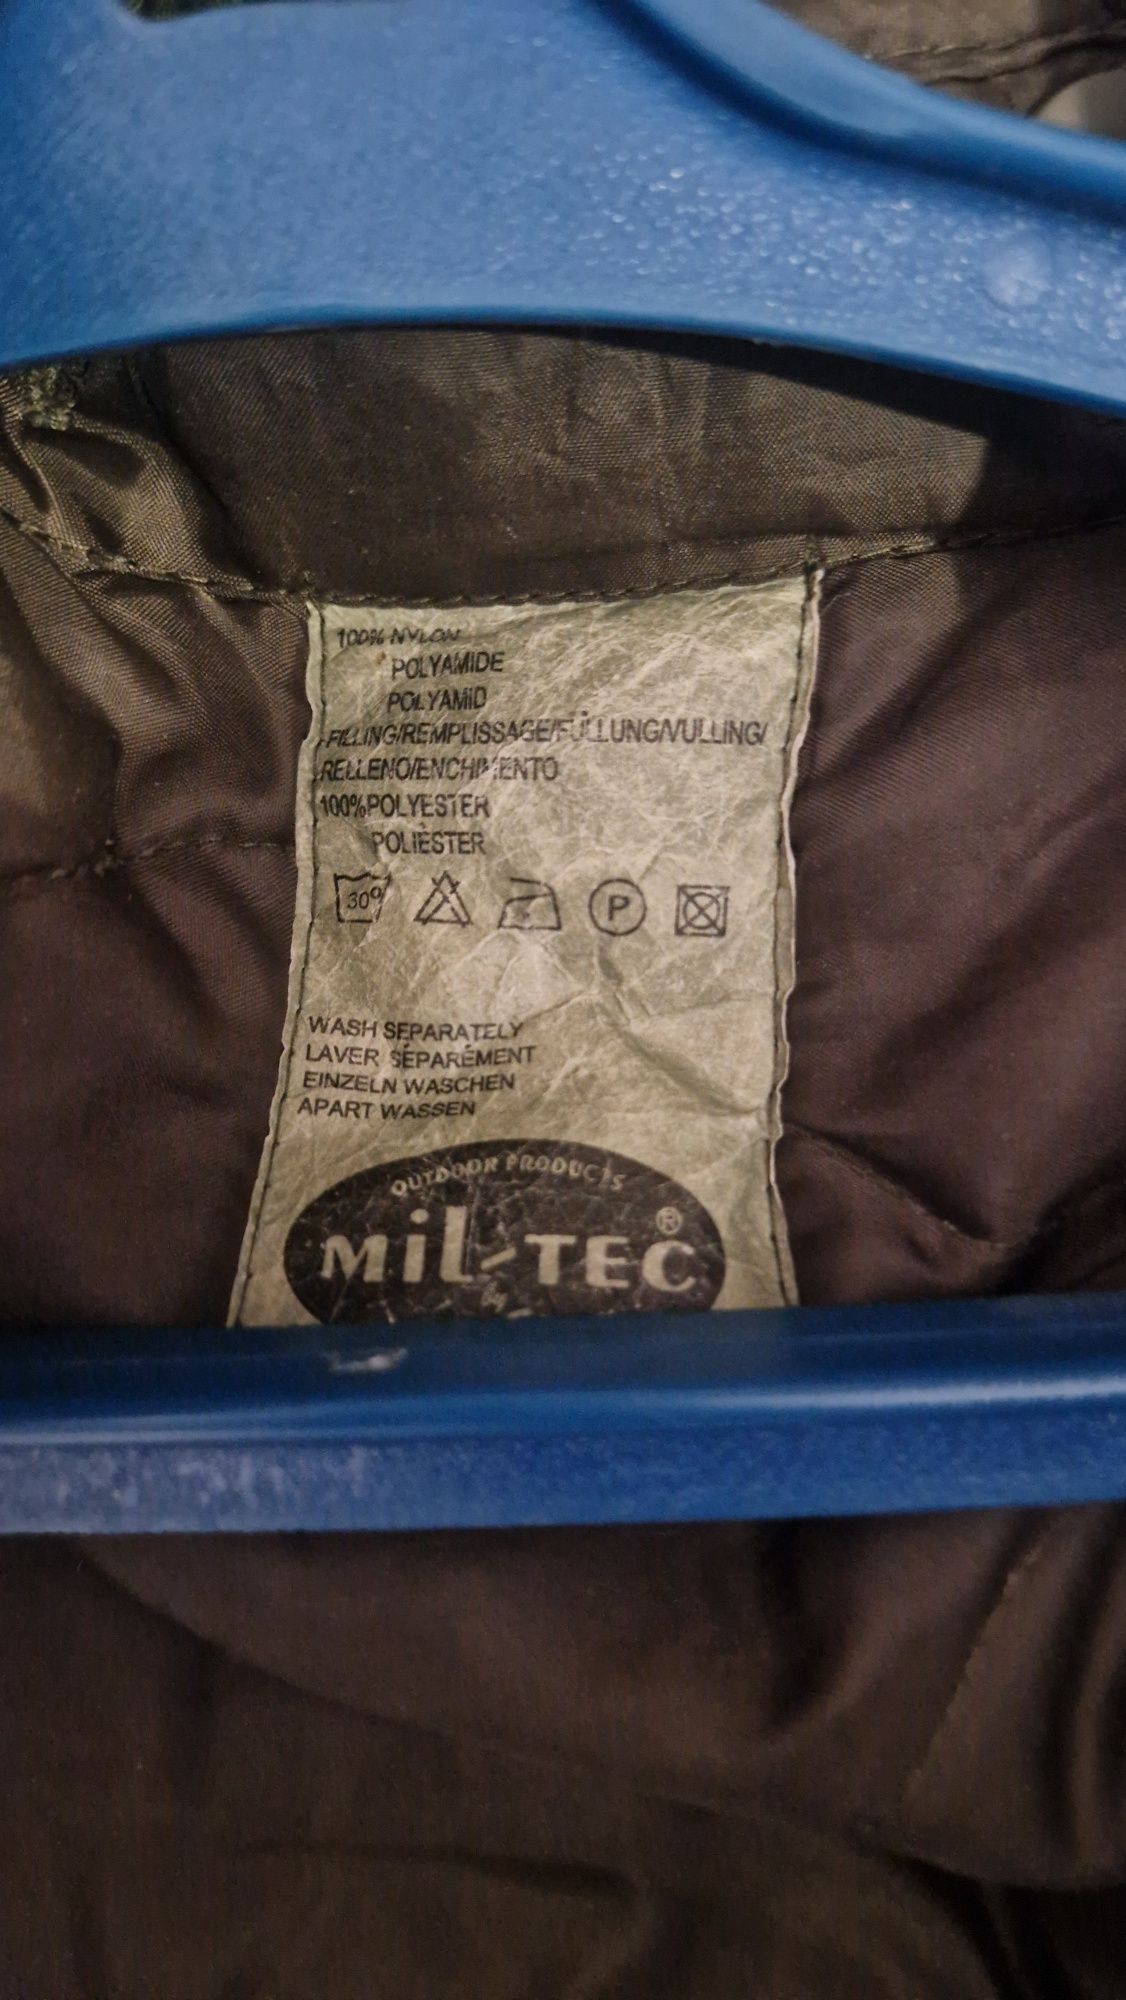 100% NYLON
POLYAMIDE
POLYAMID
FILLING/REMPLISSAGE/FÜLLUNG/VULLING/
RELLENO/ENCHIMENTO
100%POLYESTER
POLIÈSTER
30°
P
WASH SEPARATELY
LAVER SÉPARÉMENT
EINZELN WASCHEN
APART WASSEN
OUTDOOR PRODUCTS
MiL-TEC®
by